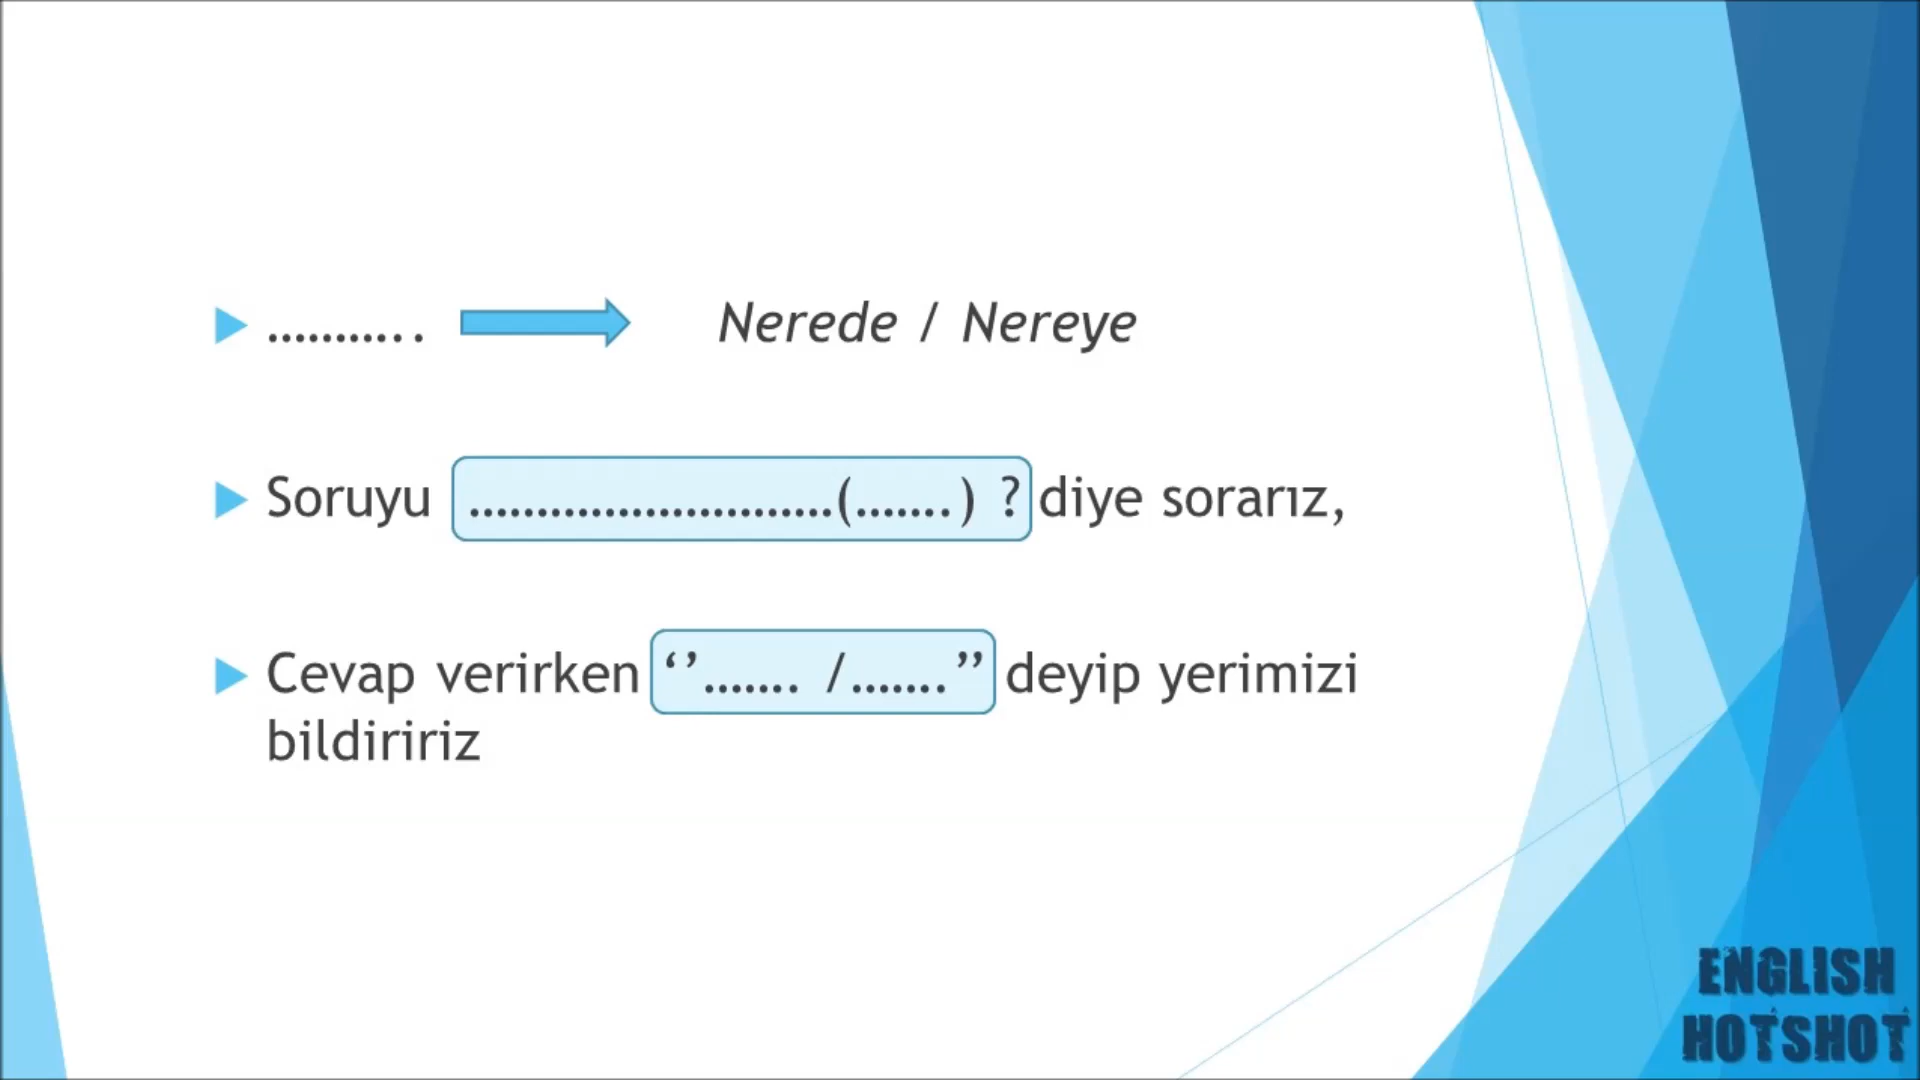 ……….. Nerede / Nereye
Soruyu ………………………(…….) ? diye sorarız,
Cevap verirken ‘’……. /…….’’ deyip yerimizi
bildiririz
ENGLISH
HOTSHOT